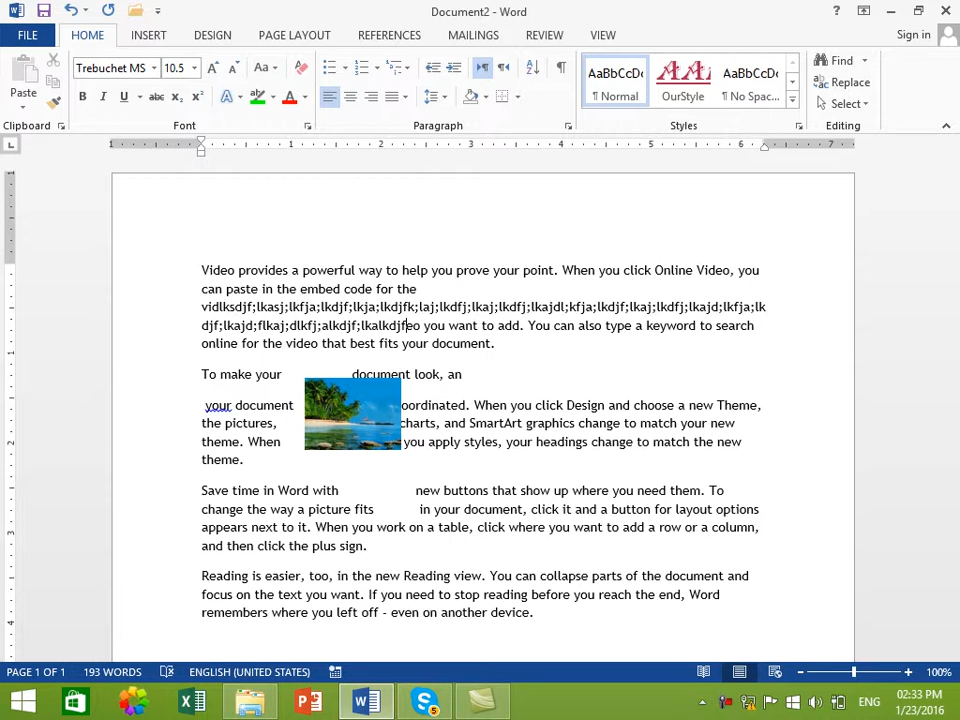 Document2 - Word
FILE HOME INSERT DESIGN PAGE LAYOUT REFERENCES MAILINGS REVIEW VIEW Sign in
Trebuchet MS 10.5 Aa
Paste
B I U abc x₂ x² A A
AaBbCcDc AaBbCcDc
¶ Normal OurStyle ¶ No Spac...
Find
Replace
Select
Clipboard Font Paragraph Styles Editing
1 1 2 3 4 5 6 7
Video provides a powerful way to help you prove your point. When you click Online Video, you
can paste in the embed code for the
vidlksdjf;lkasj;lkfja;lkdjf;lkja;lkdjfk;laj;lkdfj;lkaj;lkdfj;lkajdl;kfja;lkdjf;lkaj;lkdfj;lkajd;lkfja;lk
djf;lkajd;flkaj;dlkfj;alkdjf;lkalkdjfeo you want to add. You can also type a keyword to search
online for the video that best fits your document.
To make your document look, an
your document oordinated. When you click Design and choose a new Theme,
the pictures, charts, and SmartArt graphics change to match your new
theme. When you apply styles, your headings change to match the new
theme.
Save time in Word with new buttons that show up where you need them. To
change the way a picture fits in your document, click it and a button for layout options
appears next to it. When you work on a table, click where you want to add a row or a column,
and then click the plus sign.
Reading is easier, too, in the new Reading view. You can collapse parts of the document and
focus on the text you want. If you need to stop reading before you reach the end, Word
remembers where you left off - even on another device.
PAGE 1 OF 1 193 WORDS ENGLISH (UNITED STATES) 100%
ENG
02:33 PM
1/23/2016